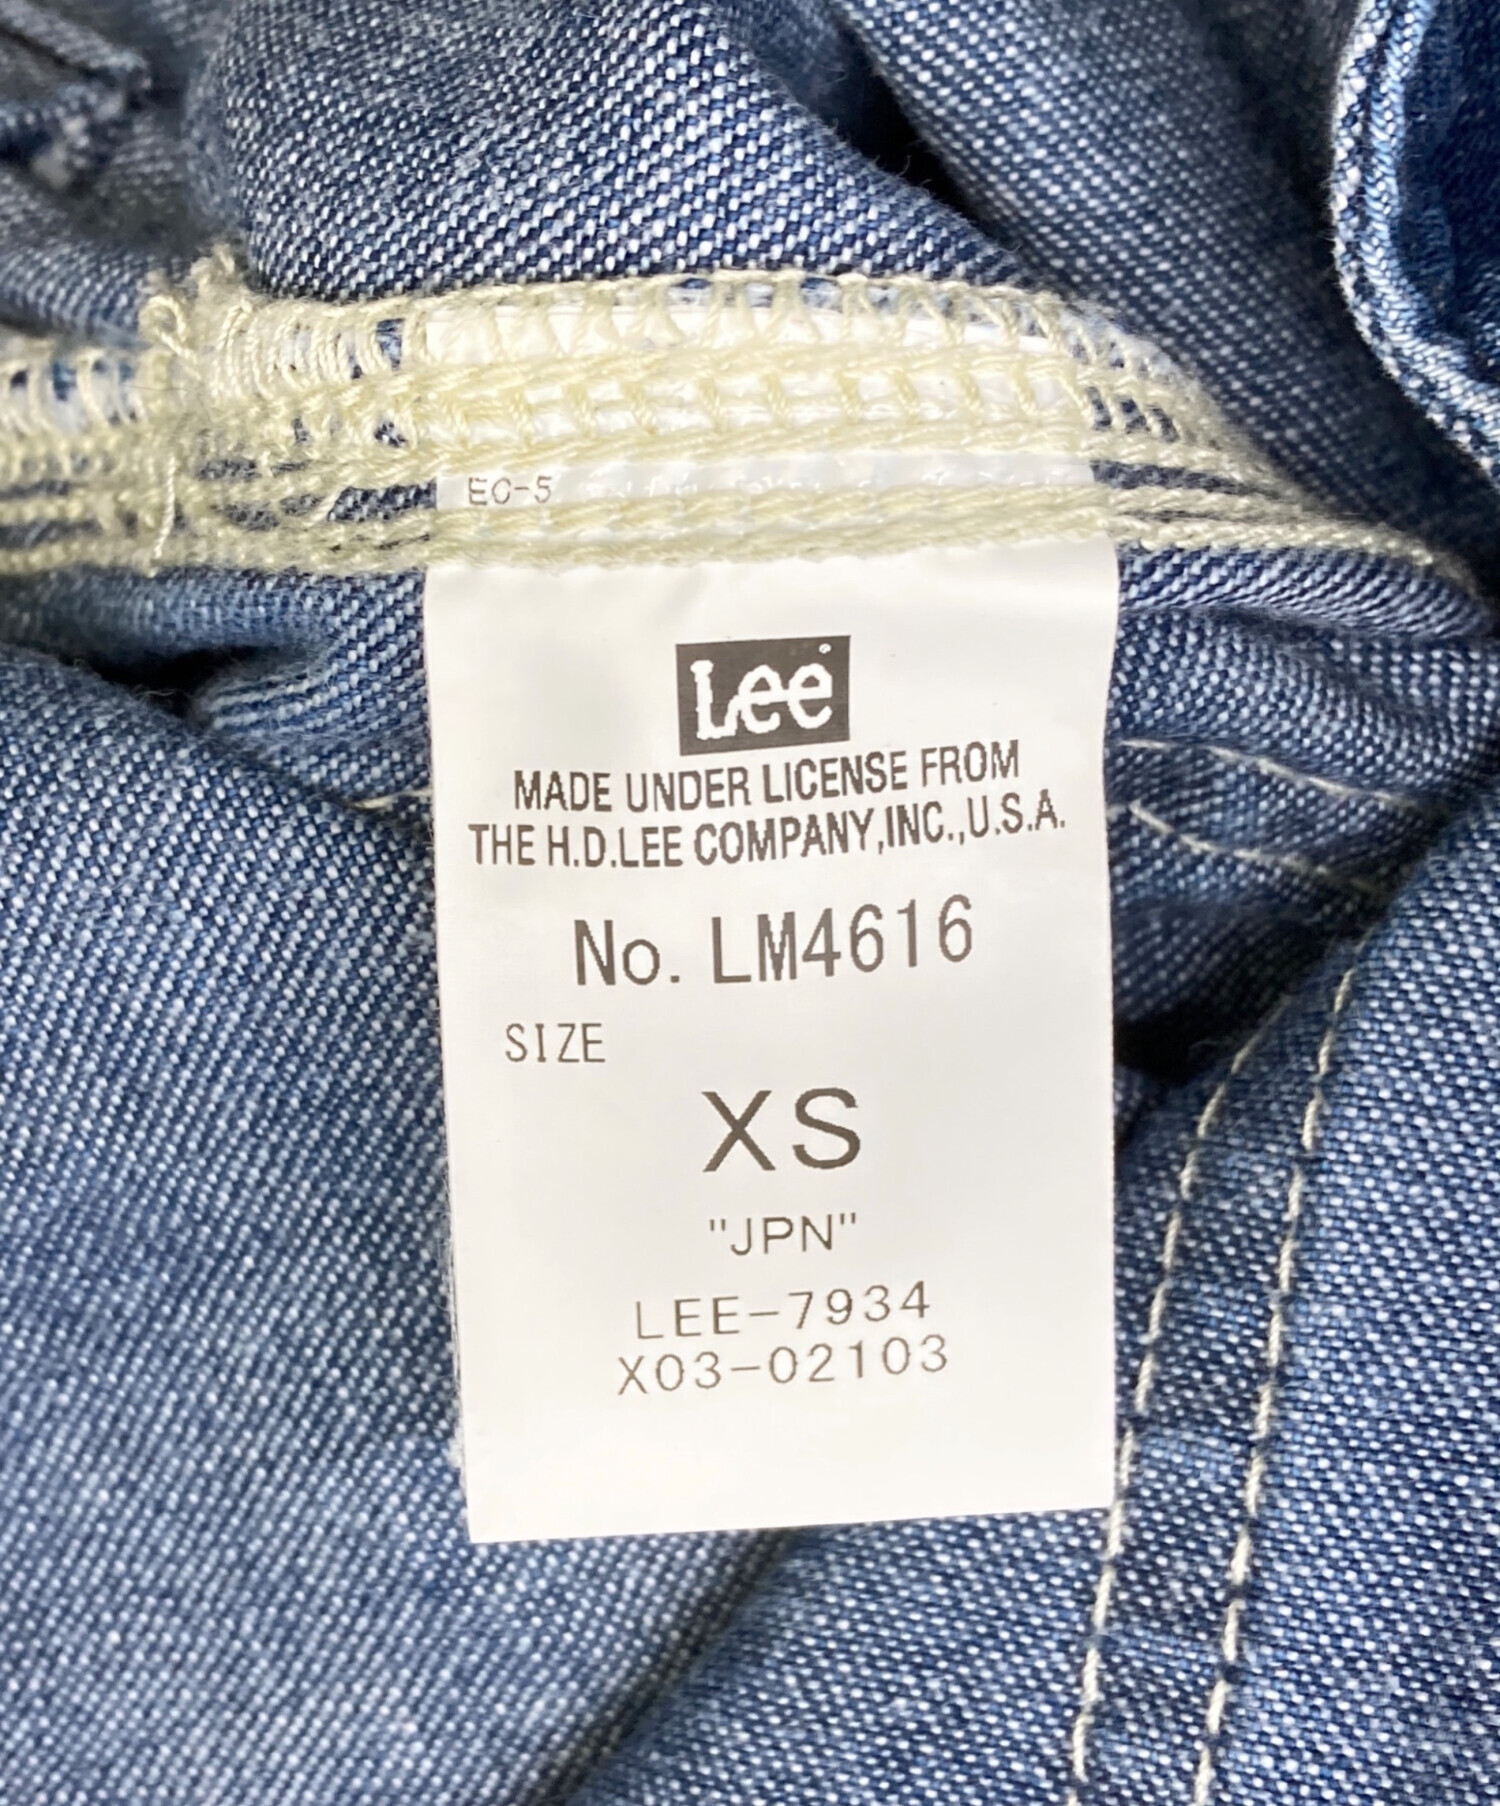 EC-5
Lee®
MADE UNDER LICENSE FROM
THE H.D.LEE COMPANY,INC.,U.S.A.
No. LM4616
SIZE
XS
"JPN"
LEE-7934
X03-02103